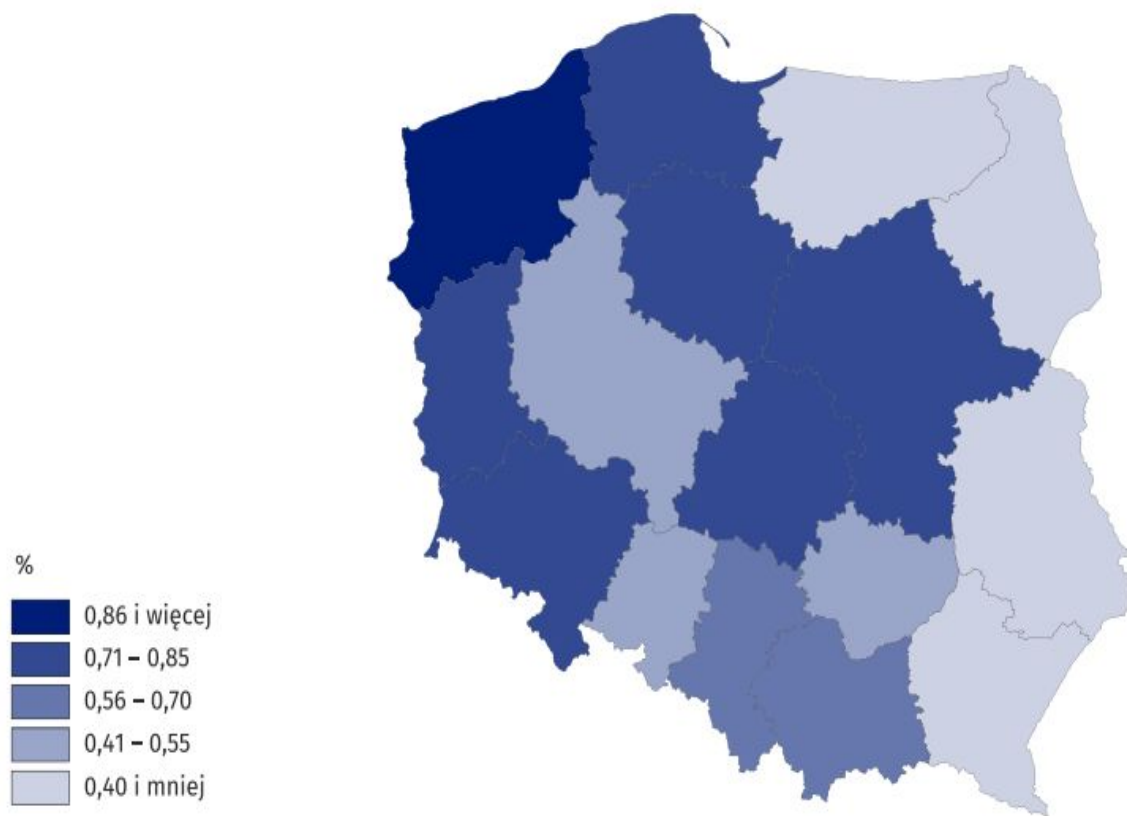 %
0,86 i więcej
0,71 – 0,85
0,56 – 0,70
0,41 – 0,55
0,40 i mniej